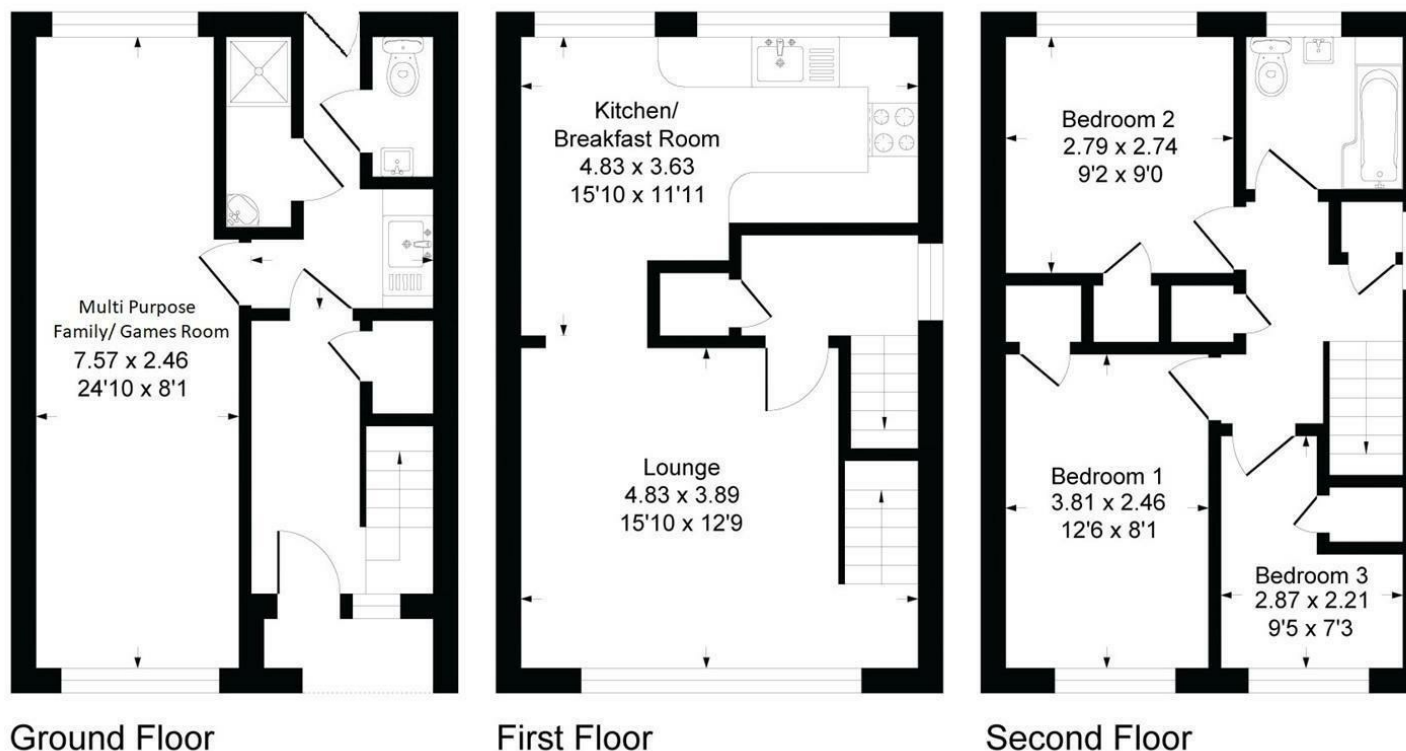 Multi Purpose
Family/ Games Room
7.57 x 2.46
24'10 x 8'1
Ground Floor
Kitchen/
Breakfast Room
4.83 x 3.63
15'10 x 11'11
Lounge
4.83 x 3.89
15'10 x 12'9
First Floor
Bedroom 2
2.79 x 2.74
9'2 x 9'0
Bedroom 1
3.81 x 2.46
12'6 x 8'1
Bedroom 3
2.87 x 2.21
9'5 x 7'3
Second Floor